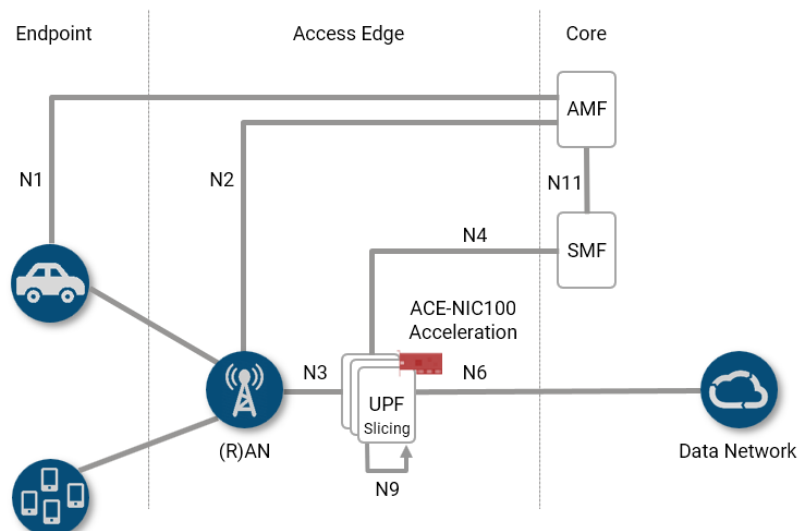 Endpoint
Access Edge
Core
AMF
N1
N2
N11
N4
SMF
ACE-NIC100
Acceleration
N3
N6
UPF
Slicing
(R)AN
Data Network
N9